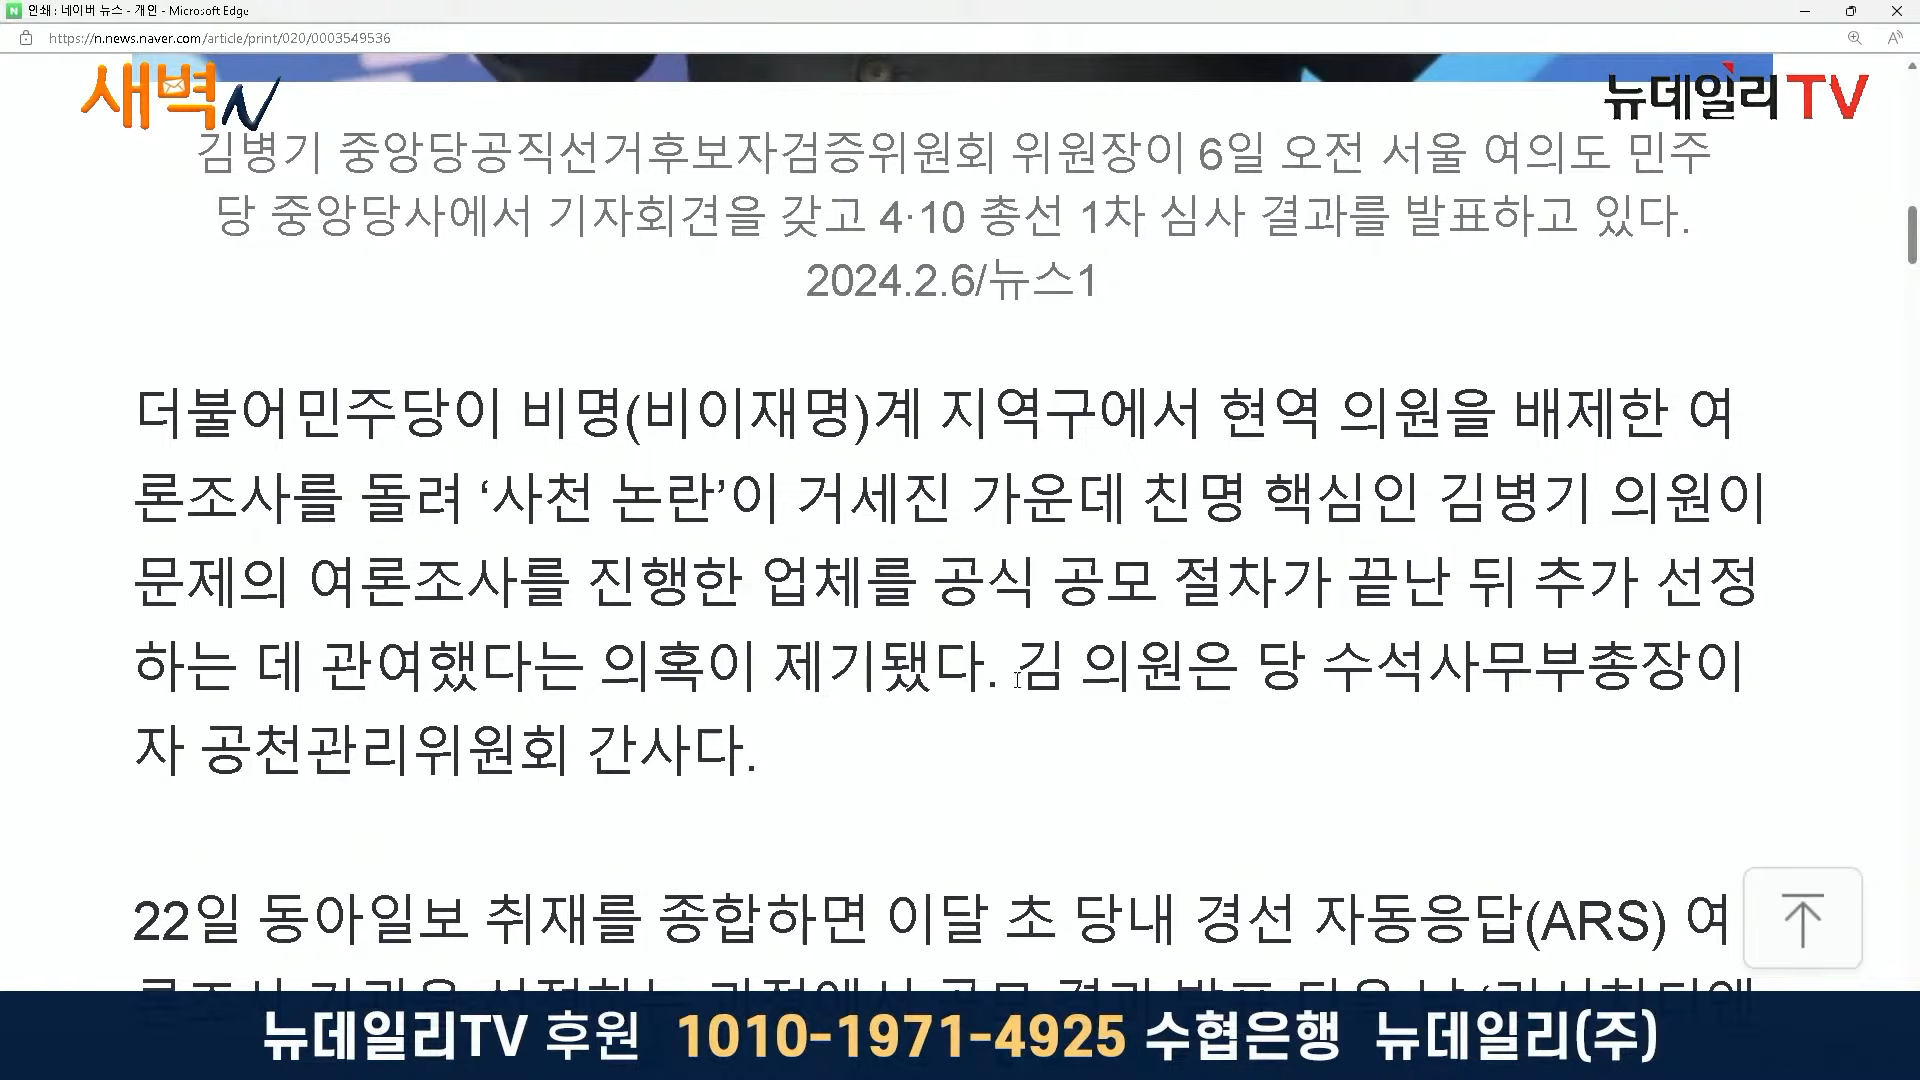 인쇄 : 네이버 뉴스 - 개인 - Microsoft Edge
https://n.news.naver.com/article/print/020/0003549536
새벽N
뉴데일리TV
김병기 중앙당공직선거후보자검증위원회 위원장이 6일 오전 서울 여의도 민주
당 중앙당사에서 기자회견을 갖고 4·10 총선 1차 심사 결과를 발표하고 있다.
2024.2.6/뉴스1
더불어민주당이 비명(비이재명)계 지역구에서 현역 의원을 배제한 여
론조사를 돌려 ‘사천 논란’이 거세진 가운데 친명 핵심인 김병기 의원이
문제의 여론조사를 진행한 업체를 공식 공모 절차가 끝난 뒤 추가 선정
하는 데 관여했다는 의혹이 제기됐다. 김 의원은 당 수석사무부총장이
자 공천관리위원회 간사다.
22일 동아일보 취재를 종합하면 이달 초 당내 경선 자동응답(ARS) 여
뉴데일리TV 후원 1010-1971-4925 수협은행 뉴데일리(주)